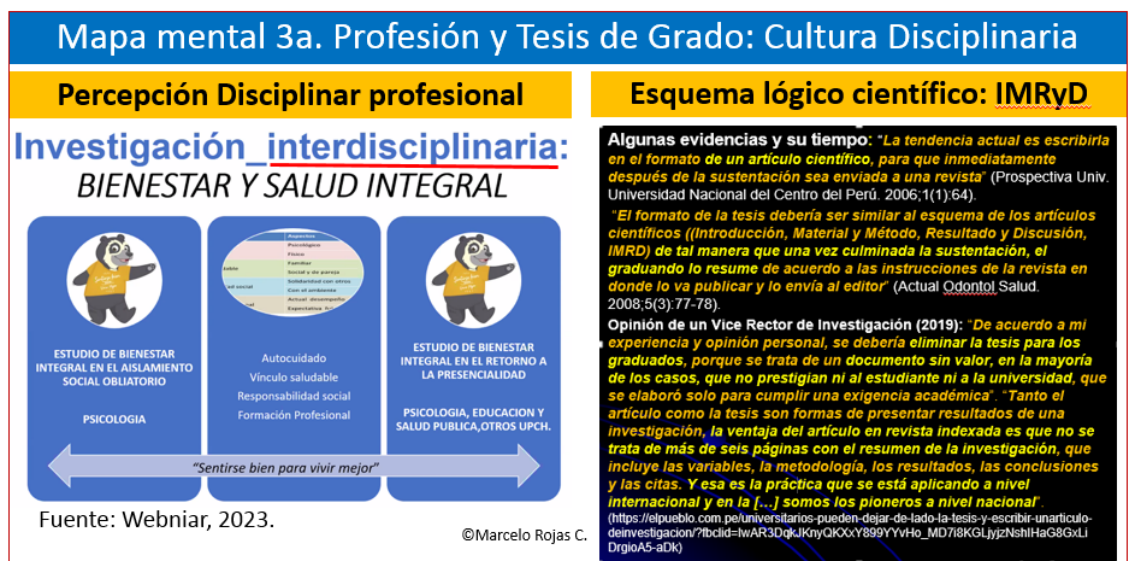 Mapa mental 3a. Profesión y Tesis de Grado: Cultura Disciplinaria
Percepción Disciplinar profesional
Investigación_interdisciplinaria:
BIENESTAR Y SALUD INTEGRAL
ESTUDIO DE BIENESTAR
INTEGRAL EN EL AISLAMIENTO
SOCIAL OBLIATORIO
PSICOLOGIA
Aspectos
Psicológico
Físico
Familiar
Social y de pareja
Solidaridad con otros
Con el ambiente
Actual desempeño
Autocuidado
Vínculo saludable
Responsabilidad social
Formación Profesional
ESTUDIO DE BIENESTAR
INTEGRAL EN EL RETORNO A
LA PRESENCIALIDAD
PSICOLOGIA, EDUCACION Y
SALUD PUBLICA,OTROS UPCH.
“Sentirse bien para vivir mejor”
Fuente: Webniar, 2023.
©Marcelo Rojas C.
Esquema lógico científico: IMRyD
Algunas evidencias y su tiempo: “La tendencia actual es escribirla
en el formato de un artículo científico, para que inmediatamente
después de la sustentación sea enviada a una revista” (Prospectiva Univ.
Universidad Nacional del Centro del Perú. 2006;1(1):64).
“El formato de la tesis debería ser similar al esquema de los artículos
científicos ((Introducción, Material y Método, Resultado y Discusión,
IMRD) de tal manera que una vez culminada la sustentación, el
graduando lo resume de acuerdo a las instrucciones de la revista en
donde lo va publicar y lo envía al editor” (Actual Odontol Salud.
2008;5(3):77-78).
Opinión de un Vice Rector de Investigación (2019): “De acuerdo a mi
experiencia y opinión personal, se debería eliminar la tesis para los
graduados, porque se trata de un documento sin valor, en la mayoría
de los casos, que no prestigian ni al estudiante ni a la universidad, que
se elaboró solo para cumplir una exigencia académica”. “Tanto el
artículo como la tesis son formas de presentar resultados de una
investigación, la ventaja del artículo en revista indexada es que no se
trata de más de seis páginas con el resumen de la investigación, que
incluye las variables, la metodología, los resultados, las conclusiones
y las citas. Y esa es la práctica que se está aplicando a nivel
internacional y en la [...] somos los pioneros a nivel nacional”.
(https://elpueblo.com.pe/universitarios-pueden-dejar-de-lado-la-tesis-y-escribir-unarticulo-
deinvestigacion/?fbclid=IwAR3DqkJKnyQKXxY899YYvHo_MD7i8KGLjyjzNshIHaG8GxLi
DrgioA5-aDk)